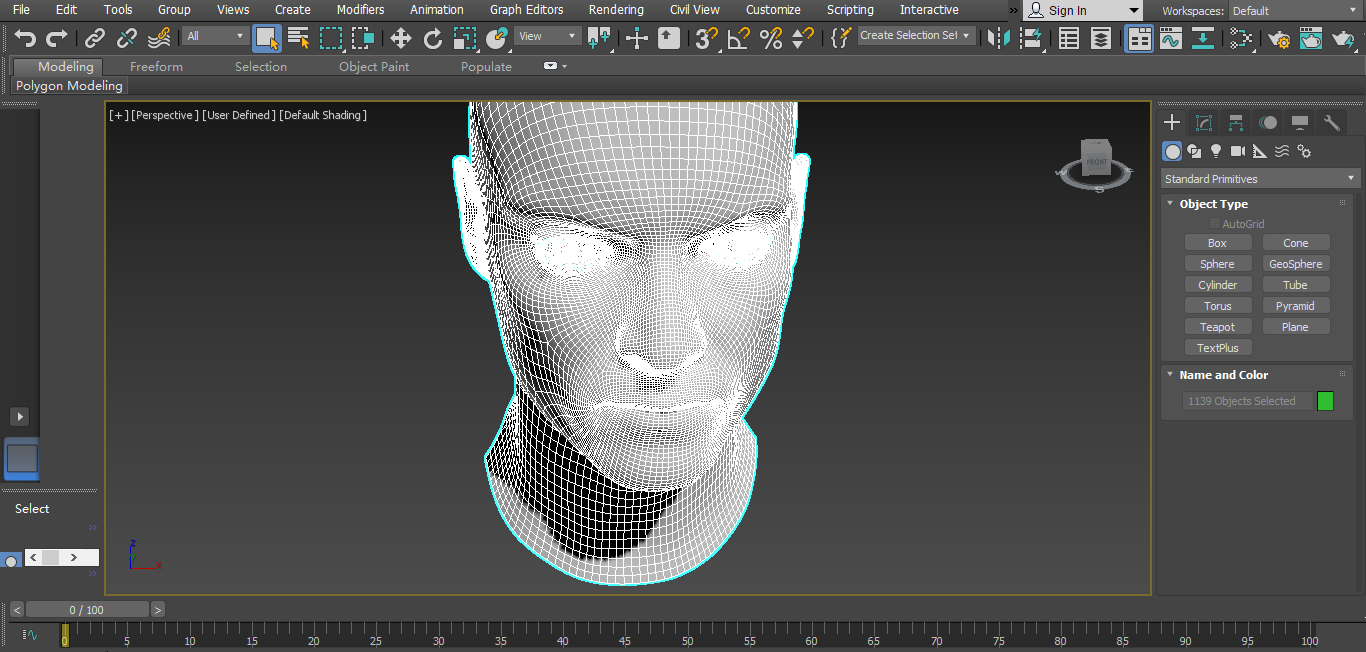 File Edit Tools Group Views Create Modifiers Animation Graph Editors Rendering Civil View Customize Scripting Interactive » Sign In Workspaces: Default
All View Create Selection Set
Modeling Freeform Selection Object Paint Populate
Polygon Modeling
[+] [Perspective ] [User Defined ] [Default Shading ]
FRONT
W S
Standard Primitives
Object Type
AutoGrid
Box Cone
Sphere GeoSphere
Cylinder Tube
Torus Pyramid
Teapot Plane
TextPlus
Name and Color
1139 Objects Selected
Select
»
< >
»
z
y
x
< 0 / 100 >
0 5 10 15 20 25 30 35 40 45 50 55 60 65 70 75 80 85 90 95 100